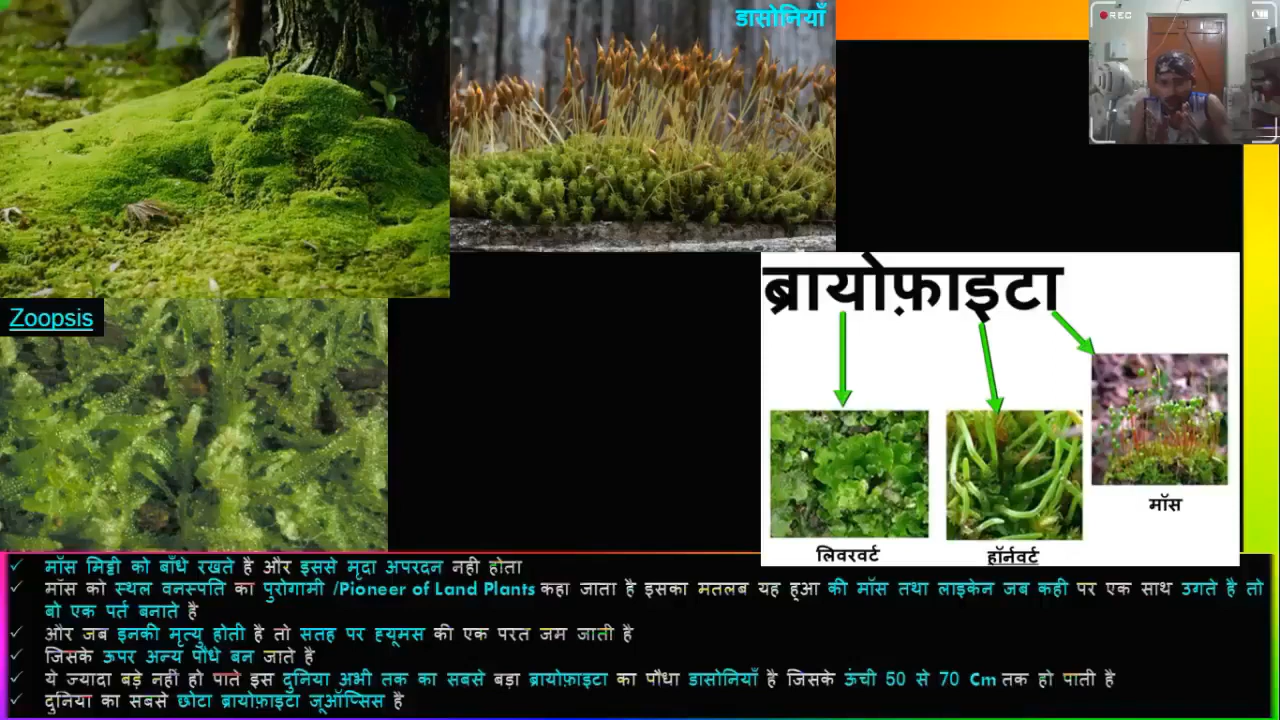 डासोनियाँ
REC
Zoopsis
ब्रायोफ़ाइटा
लिवरवर्ट
हॉर्नवर्ट
मॉस
मॉस मिट्टी को बाँधे रखते है और इससे मृदा अपरदन नही होता
मॉस को स्थल वनस्पति का पुरोगामी /Pioneer of Land Plants कहा जाता है इसका मतलब यह हूआ की मॉस तथा लाइकेन जब कही पर एक साथ उगते है तो
बो एक पर्त बनाते है
और जब इनकी मृत्यु होती है तो सतह पर ह्यूमस की एक परत जम जाती है
जिसके ऊपर अन्य पौधे बन जाते है
ये ज्यादा बड़े नहीं हो पाते इस दुनिया अभी तक का सबसे बड़ा ब्रायोफ़ाइटा का पौधा डासोनियाँ है जिसके ऊंची 50 से 70 Cm तक हो पाती है
दुनिया का सबसे छोटा ब्रायोफ़ाइटा जूऑप्सिस है